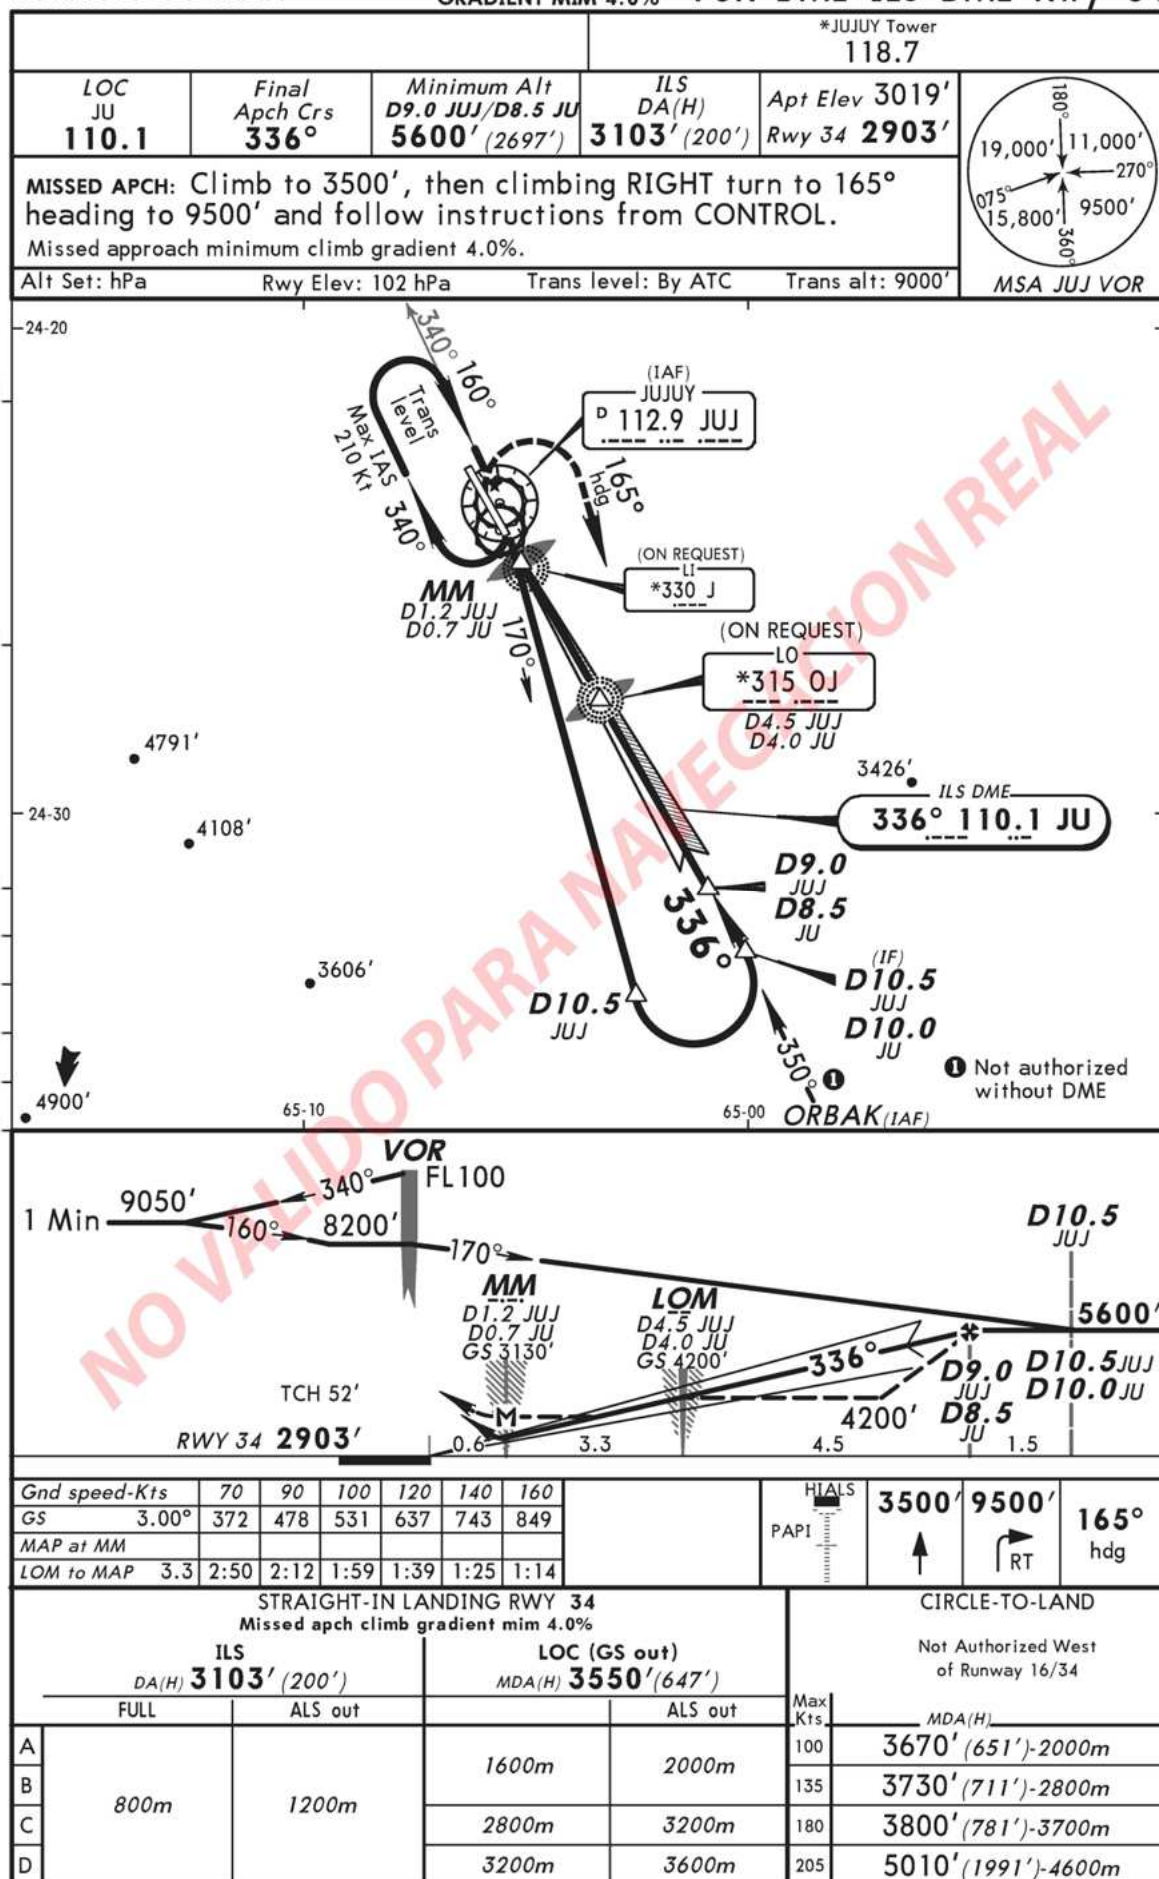 GRADIENT MIM 4.0%
*JUJUY Tower
118.7
LOC
JU
110.1
Final
Apch Crs
336°
Minimum Alt
D9.0 JUJ/D8.5 JU
5600' (2697')
ILS
DA(H)
3103' (200')
Apt Elev 3019'
Rwy 34 2903'
180°
19,000' 11,000'
270°
075°
15,800' 9500'
360°
MSA JUJ VOR
MISSED APCH: Climb to 3500', then climbing RIGHT turn to 165°
heading to 9500' and follow instructions from CONTROL.
Missed approach minimum climb gradient 4.0%.
Alt Set: hPa Rwy Elev: 102 hPa Trans level: By ATC Trans alt: 9000'
24-20
340°
160°
Trans
level
Max IAS
210 Kt
340°
(IAF)
JUJUY
D 112.9 JUJ
165°
hdg
(ON REQUEST)
LI
*330 J
MM
D1.2 JUJ
D0.7 JU
170°
(ON REQUEST)
LO
*315 OJ
D4.5 JUJ
D4.0 JU
4791'
3426'
24-30
4108'
ILS DME
336° 110.1 JU
D9.0
JUJ
D8.5
JU
336°
3606'
(IF)
D10.5
JUJ
D10.0
JU
D10.5
JUJ
350° 1
1 Not authorized
without DME
4900'
65-10
65-00
ORBAK (IAF)
NO VALIDO PARA NAVEGACION REAL
VOR
FL100
1 Min 9050'
340°
160°
8200'
170°
D10.5
JUJ
MM
D1.2 JUJ
D0.7 JU
GS 3130'
LOM
D4.5 JUJ
D4.0 JU
GS 4200'
5600'
336°
D9.0
JUJ
D8.5
JU
D10.5 JUJ
D10.0 JU
TCH 52'
M
4200'
RWY 34 2903'
0.6 3.3 4.5 1.5
Gnd speed-Kts 70 90 100 120 140 160
GS 3.00° 372 478 531 637 743 849
MAP at MM
LOM to MAP 3.3 2:50 2:12 1:59 1:39 1:25 1:14
HIALS
PAPI
3500'
9500'
RT
165°
hdg
STRAIGHT-IN LANDING RWY 34
Missed apch climb gradient mim 4.0%
ILS
DA(H) 3103' (200')
LOC (GS out)
MDA(H) 3550' (647')
FULL ALS out ALS out
CIRCLE-TO-LAND
Not Authorized West
of Runway 16/34
Max
Kts MDA(H)
A 800m 1200m 1600m 2000m 100 3670' (651')-2000m
B 135 3730' (711')-2800m
C 2800m 3200m 180 3800' (781')-3700m
D 3200m 3600m 205 5010' (1991')-4600m